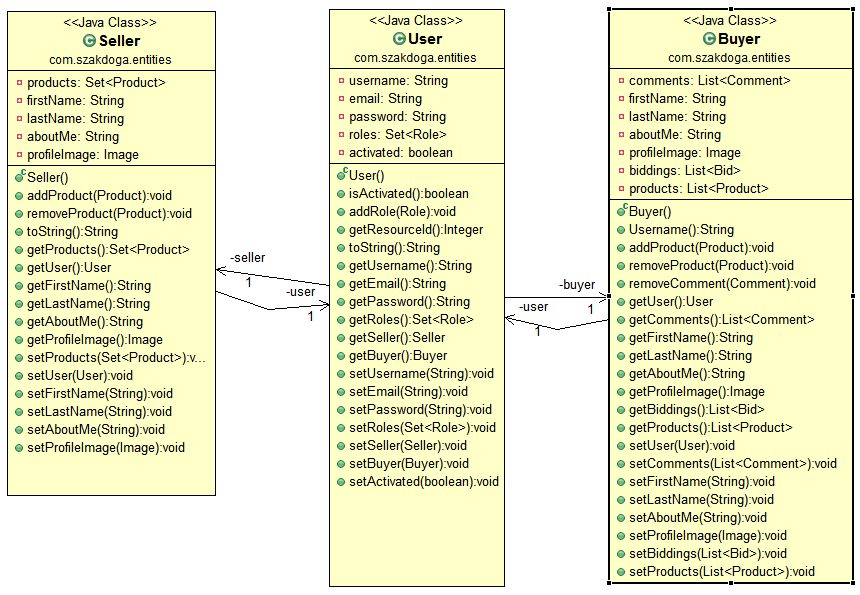 <<Java Class>>
Seller
com.szakdoga.entities
products: Set<Product>
firstName: String
lastName: String
aboutMe: String
profileImage: Image
Seller()
addProduct(Product):void
removeProduct(Product):void
toString():String
getProducts():Set<Product>
getUser():User
getFirstName():String
getLastName():String
getAboutMe():String
getProfileImage():Image
setProducts(Set<Product>):v...
setUser(User):void
setFirstName(String):void
setLastName(String):void
setAboutMe(String):void
setProfileImage(Image):void
-seller
1
-user
1
<<Java Class>>
User
com.szakdoga.entities
username: String
email: String
password: String
roles: Set<Role>
activated: boolean
User()
isActivated():boolean
addRole(Role):void
getResourceId():Integer
toString():String
getUsername():String
getEmail():String
getPassword():String
getRoles():Set<Role>
getSeller():Seller
getBuyer():Buyer
setUsername(String):void
setEmail(String):void
setPassword(String):void
setRoles(Set<Role>):void
setSeller(Seller):void
setBuyer(Buyer):void
setActivated(boolean):void
-buyer
1
-user
1
<<Java Class>>
Buyer
com.szakdoga.entities
comments: List<Comment>
firstName: String
lastName: String
aboutMe: String
profileImage: Image
biddings: List<Bid>
products: List<Product>
Buyer()
Username():String
addProduct(Product):void
removeProduct(Product):void
removeComment(Comment):void
getUser():User
getComments():List<Comment>
getFirstName():String
getLastName():String
getAboutMe():String
getProfileImage():Image
getBiddings():List<Bid>
getProducts():List<Product>
setUser(User):void
setComments(List<Comment>):void
setFirstName(String):void
setLastName(String):void
setAboutMe(String):void
setProfileImage(Image):void
setBiddings(List<Bid>):void
setProducts(List<Product>):void